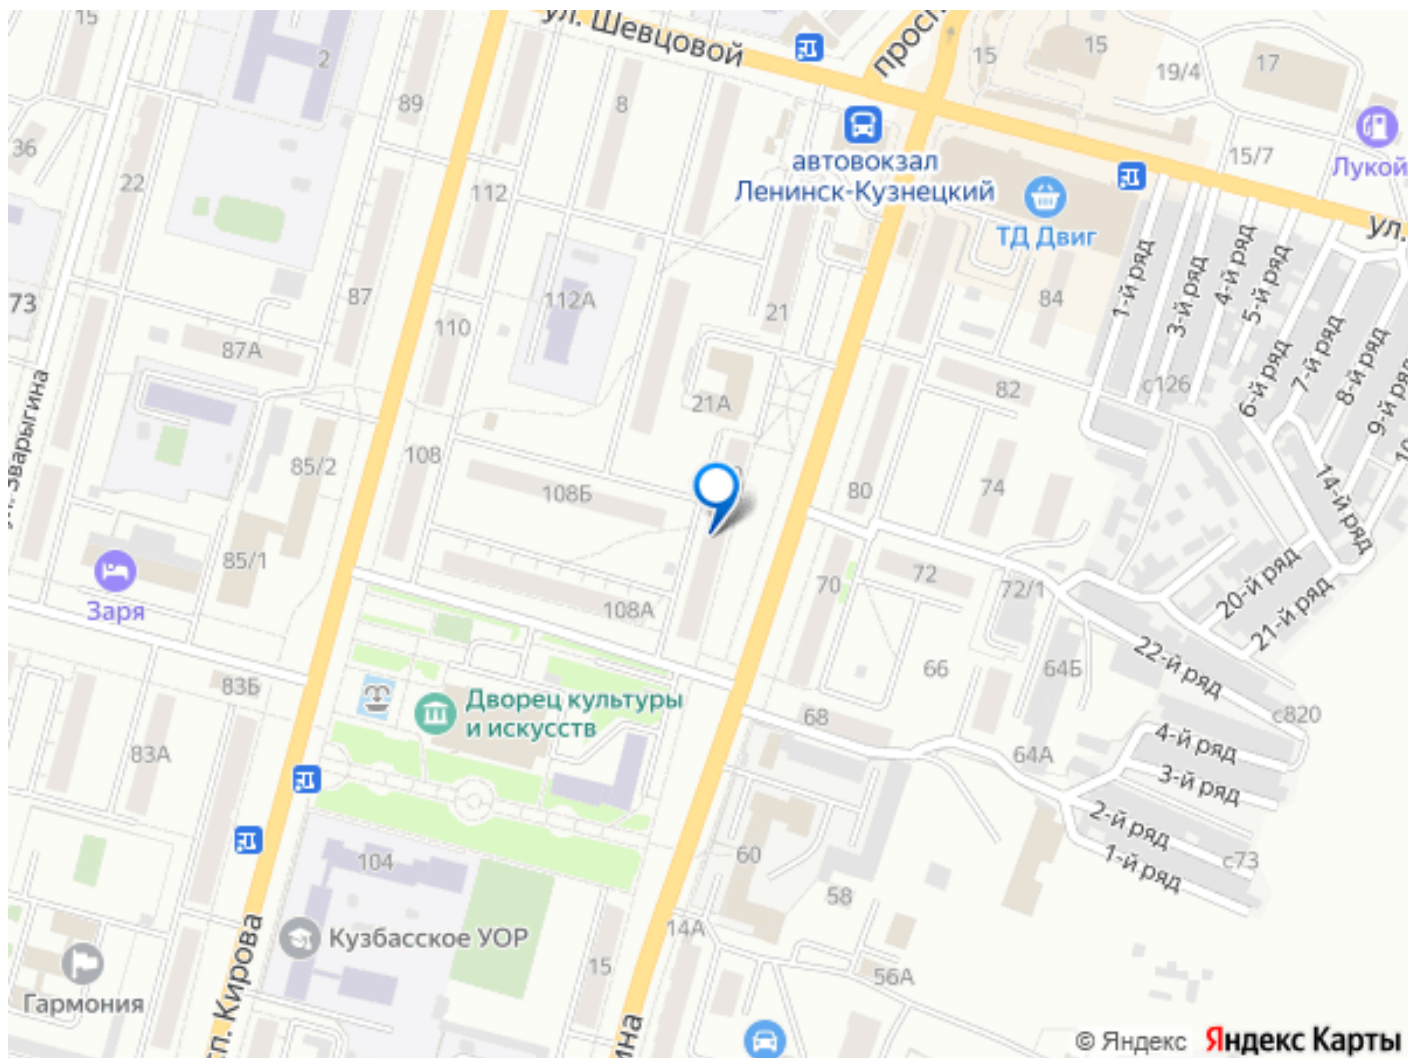 15
2
ул. Шевцовой
15
15
19/4
17
89
8
36
22
автовокзал
Ленинск-Кузнецкий
15/7
Лукой
112
ТД Двиг
ул.
73
87
112А
110
87А
21
84
1-й ряд
3-й ряд
4-й ряд
5-й ряд
6-й ряд
7-й ряд
8-й ряд
9-й ряд
10
21А
82
с126
Зварыгина
85/2
108
108Б
80
74
14-й ряд
85/1
Заря
108А
70
72
72/1
20-й ряд
21-й ряд
22-й ряд
66
64Б
83Б
Дворец культуры
и искусств
68
64А
с820
83А
4-й ряд
3-й ряд
2-й ряд
1-й ряд
с73
104
60
58
Кузбасское УОР
14А
15
56А
Гармония
Кирова
© Яндекс Яндекс Карты